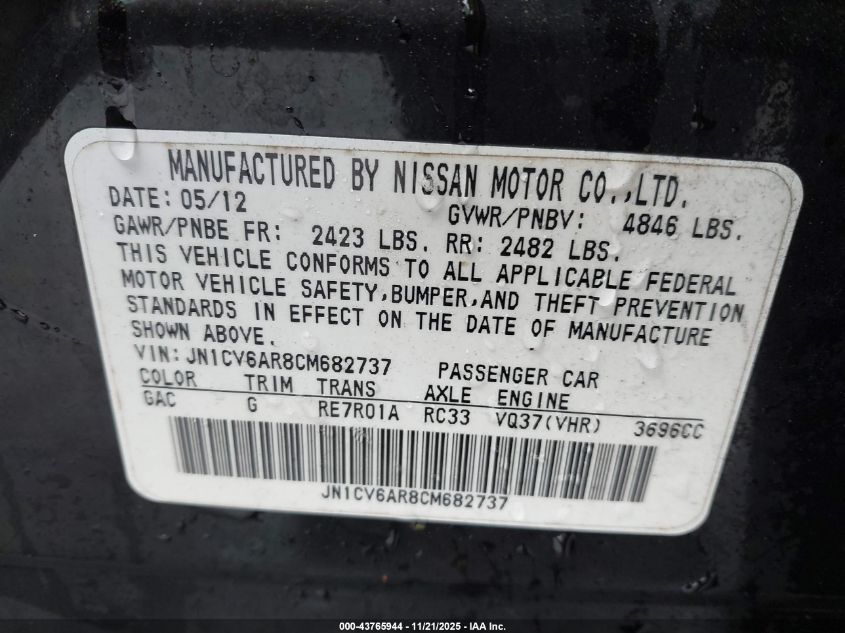 MANUFACTURED BY NISSAN MOTOR CO.,LTD.
DATE: 05/12 GVWR/PNBV: 4846 LBS.
GAWR/PNBE FR: 2423 LBS. RR: 2482 LBS.
THIS VEHICLE CONFORMS TO ALL APPLICABLE FEDERAL
MOTOR VEHICLE SAFETY,BUMPER,AND THEFT PREVENTION
STANDARDS IN EFFECT ON THE DATE OF MANUFACTURE
SHOWN ABOVE.
VIN:JN1CV6AR8CM682737 PASSENGER CAR
COLOR TRIM TRANS AXLE ENGINE
GAC G RE7R01A RC33 VQ37(VHR) 3696CC
JN1CV6AR8CM682737
000-43765944 - 11/21/2025 - IAA Inc.